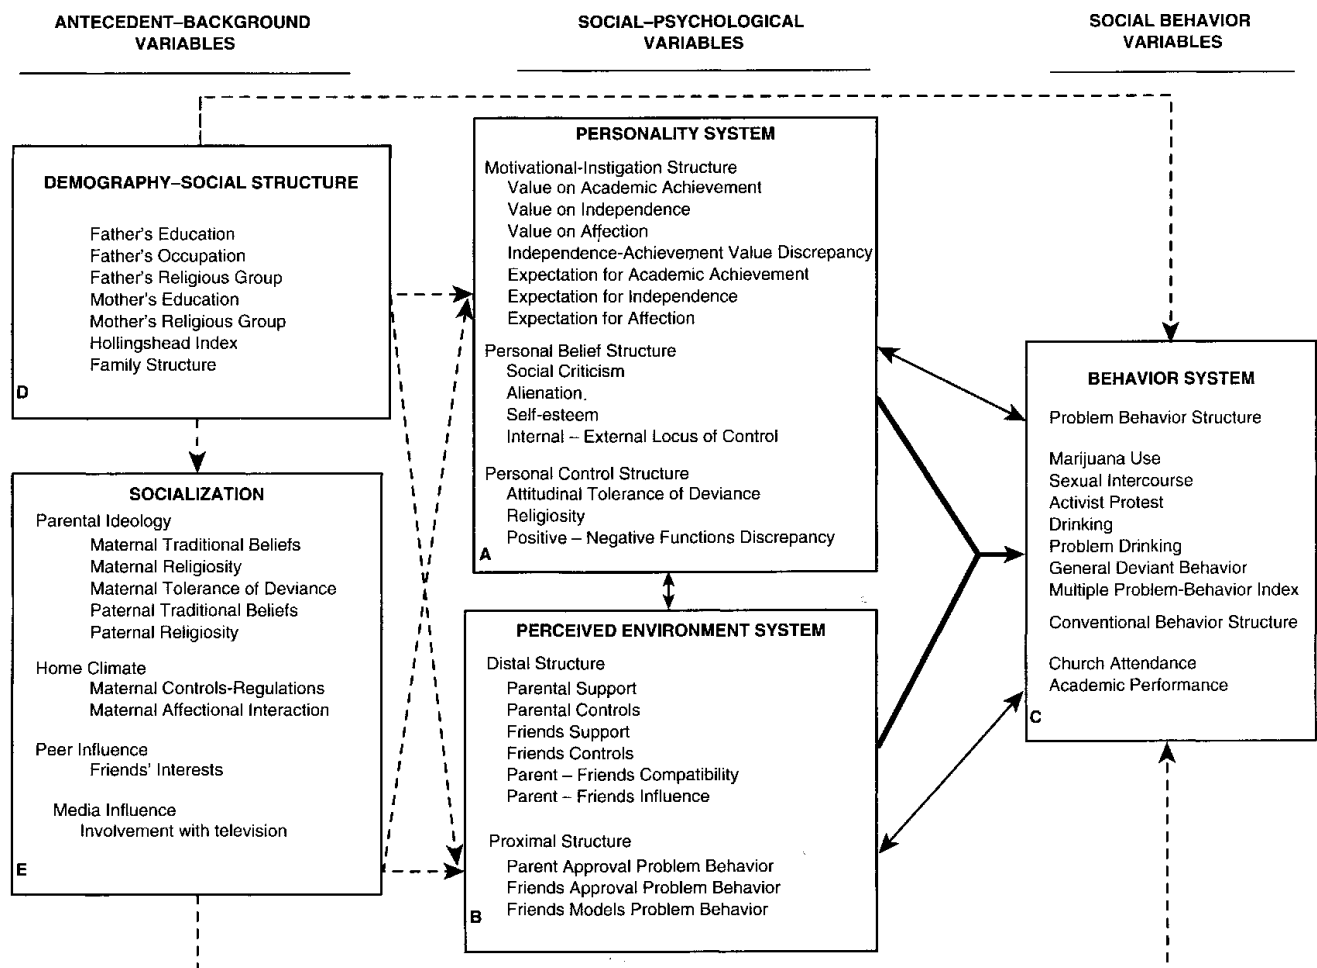 ANTECEDENT–BACKGROUND
VARIABLES
SOCIAL–PSYCHOLOGICAL
VARIABLES
SOCIAL BEHAVIOR
VARIABLES
DEMOGRAPHY–SOCIAL STRUCTURE
Father's Education
Father's Occupation
Father's Religious Group
Mother's Education
Mother's Religious Group
Hollingshead Index
Family Structure
D
SOCIALIZATION
Parental Ideology
Maternal Traditional Beliefs
Maternal Religiosity
Maternal Tolerance of Deviance
Paternal Traditional Beliefs
Paternal Religiosity
Home Climate
Maternal Controls-Regulations
Maternal Affectional Interaction
Peer Influence
Friends' Interests
Media Influence
Involvement with television
E
PERSONALITY SYSTEM
Motivational-Instigation Structure
Value on Academic Achievement
Value on Independence
Value on Affection
Independence-Achievement Value Discrepancy
Expectation for Academic Achievement
Expectation for Independence
Expectation for Affection
Personal Belief Structure
Social Criticism
Alienation
Self-esteem
Internal – External Locus of Control
Personal Control Structure
Attitudinal Tolerance of Deviance
Religiosity
Positive – Negative Functions Discrepancy
A
PERCEIVED ENVIRONMENT SYSTEM
Distal Structure
Parental Support
Parental Controls
Friends Support
Friends Controls
Parent – Friends Compatibility
Parent – Friends Influence
Proximal Structure
Parent Approval Problem Behavior
Friends Approval Problem Behavior
Friends Models Problem Behavior
B
BEHAVIOR SYSTEM
Problem Behavior Structure
Marijuana Use
Sexual Intercourse
Activist Protest
Drinking
Problem Drinking
General Deviant Behavior
Multiple Problem-Behavior Index
Conventional Behavior Structure
Church Attendance
Academic Performance
C